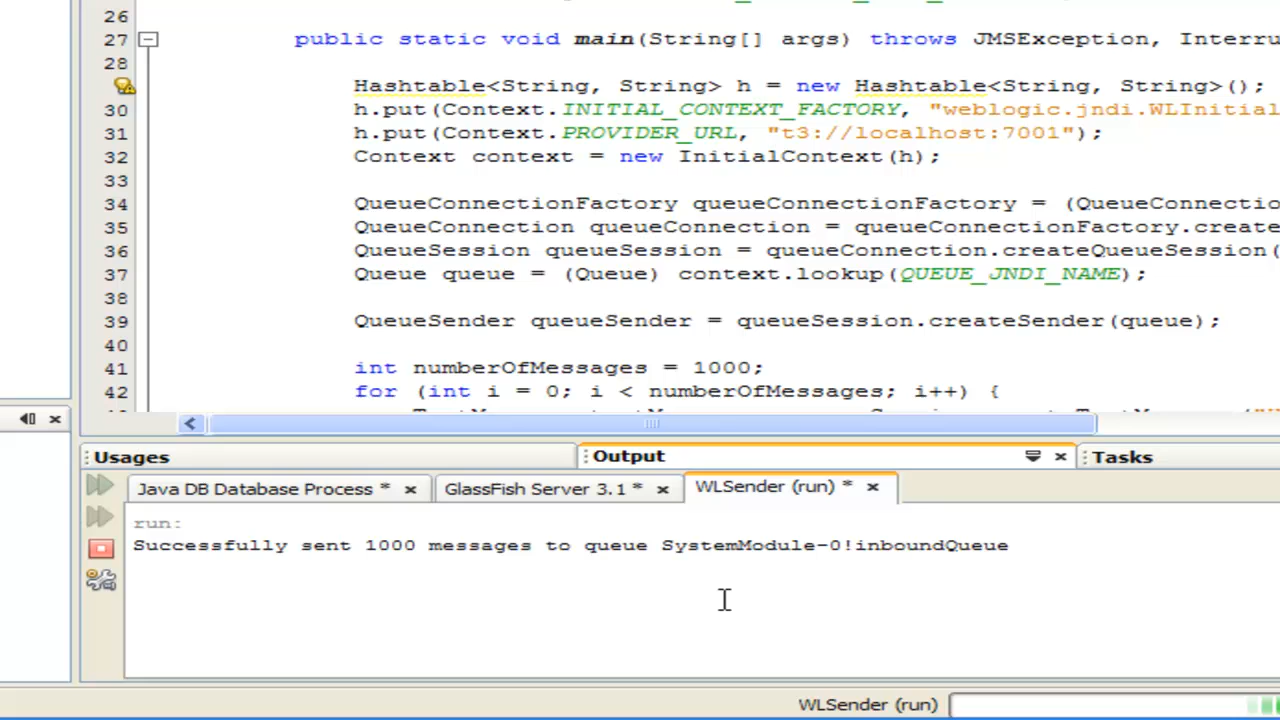 26
27 public static void main(String[] args) throws JMSException, Interru
28
Hashtable<String, String> h = new Hashtable<String, String>();
30 h.put(Context.INITIAL_CONTEXT_FACTORY, "weblogic.jndi.WLInitial
31 h.put(Context.PROVIDER_URL, "t3://localhost:7001");
32 Context context = new InitialContext(h);
33
34 QueueConnectionFactory queueConnectionFactory = (QueueConnectio
35 QueueConnection queueConnection = queueConnectionFactory.create
36 QueueSession queueSession = queueConnection.createQueueSession(
37 Queue queue = (Queue) context.lookup(QUEUE_JNDI_NAME);
38
39 QueueSender queueSender = queueSession.createSender(queue);
40
41 int numberOfMessages = 1000;
42 for (int i = 0; i < numberOfMessages; i++) {
Usages Output Tasks
Java DB Database Process * GlassFish Server 3.1 * WLSender (run) *
run:
Successfully sent 1000 messages to queue SystemModule-0!inboundQueue
WLSender (run)